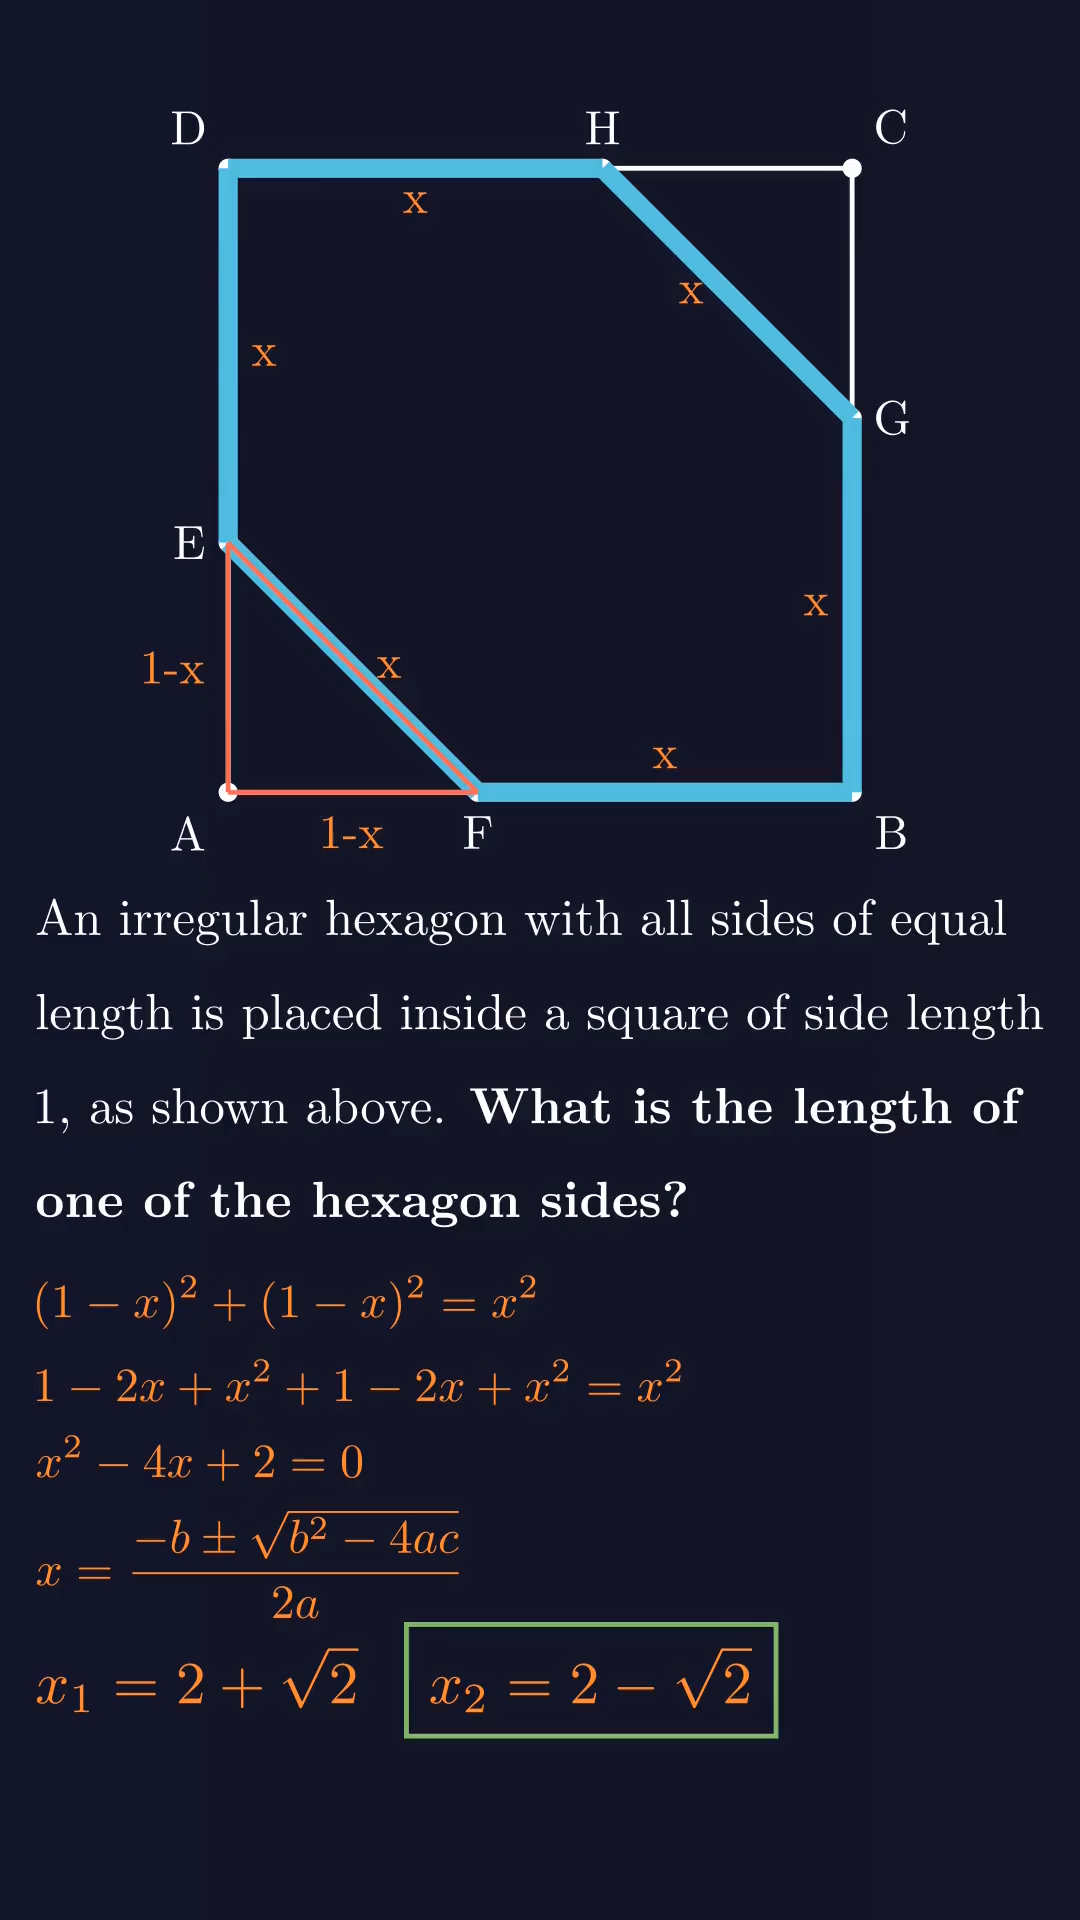 D H C
x
x
x
E G
x
1-x x
x
A 1-x F B
An irregular hexagon with all sides of equal
length is placed inside a square of side length
1, as shown above. What is the length of
one of the hexagon sides?
(1 − x)² + (1 − x)² = x²
1 − 2x + x² + 1 − 2x + x² = x²
x² − 4x + 2 = 0
x = (−b ± √(b² − 4ac)) / 2a
x₁ = 2 + √2 x₂ = 2 − √2